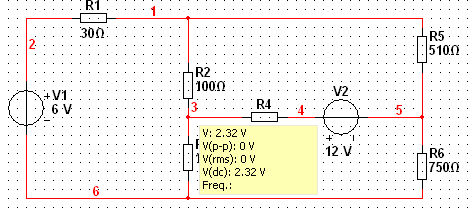 R1
30Ω
1
2
V1
6 V
+
−
R2
100Ω
R5
510Ω
V2
3
R4
4
5
+
12 V
R6
750Ω
V: 2.32 V
V(p-p): 0 V
V(rms): 0 V
V(dc): 2.32 V
Freq.:
6